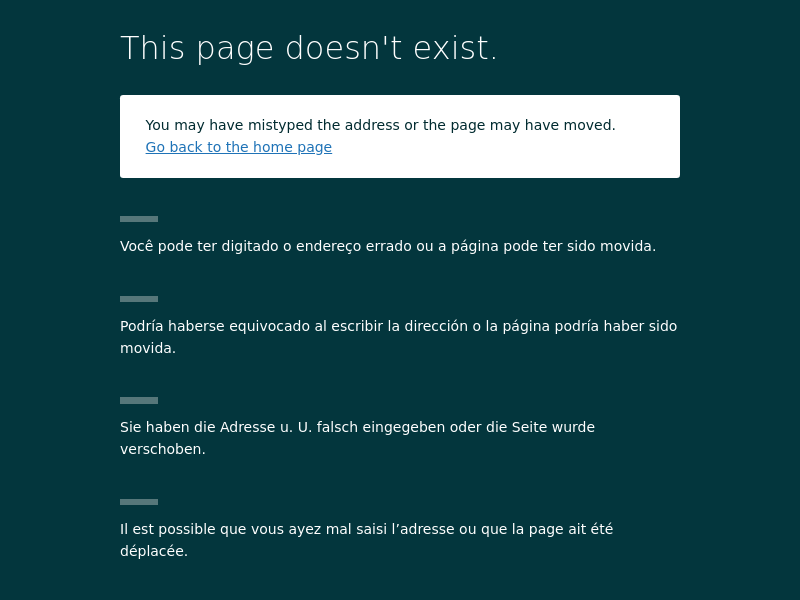 This page doesn't exist.
You may have mistyped the address or the page may have moved.
Go back to the home page
Você pode ter digitado o endereço errado ou a página pode ter sido movida.
Podría haberse equivocado al escribir la dirección o la página podría haber sido
movida.
Sie haben die Adresse u. U. falsch eingegeben oder die Seite wurde
verschoben.
Il est possible que vous ayez mal saisi l’adresse ou que la page ait été
déplacée.